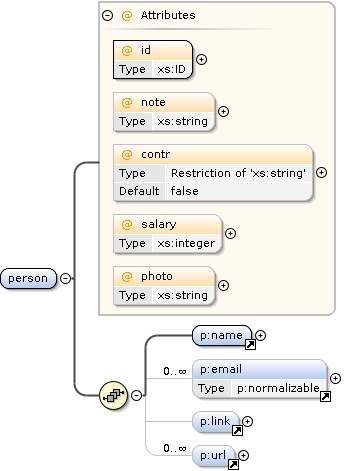 Attributes
id
Type xs:ID
note
Type xs:string
contr
Type Restriction of 'xs:string'
Default false
salary
Type xs:integer
photo
Type xs:string
person
p:name
0..∞ p:email
Type p:normalizable
p:link
0..∞ p:url